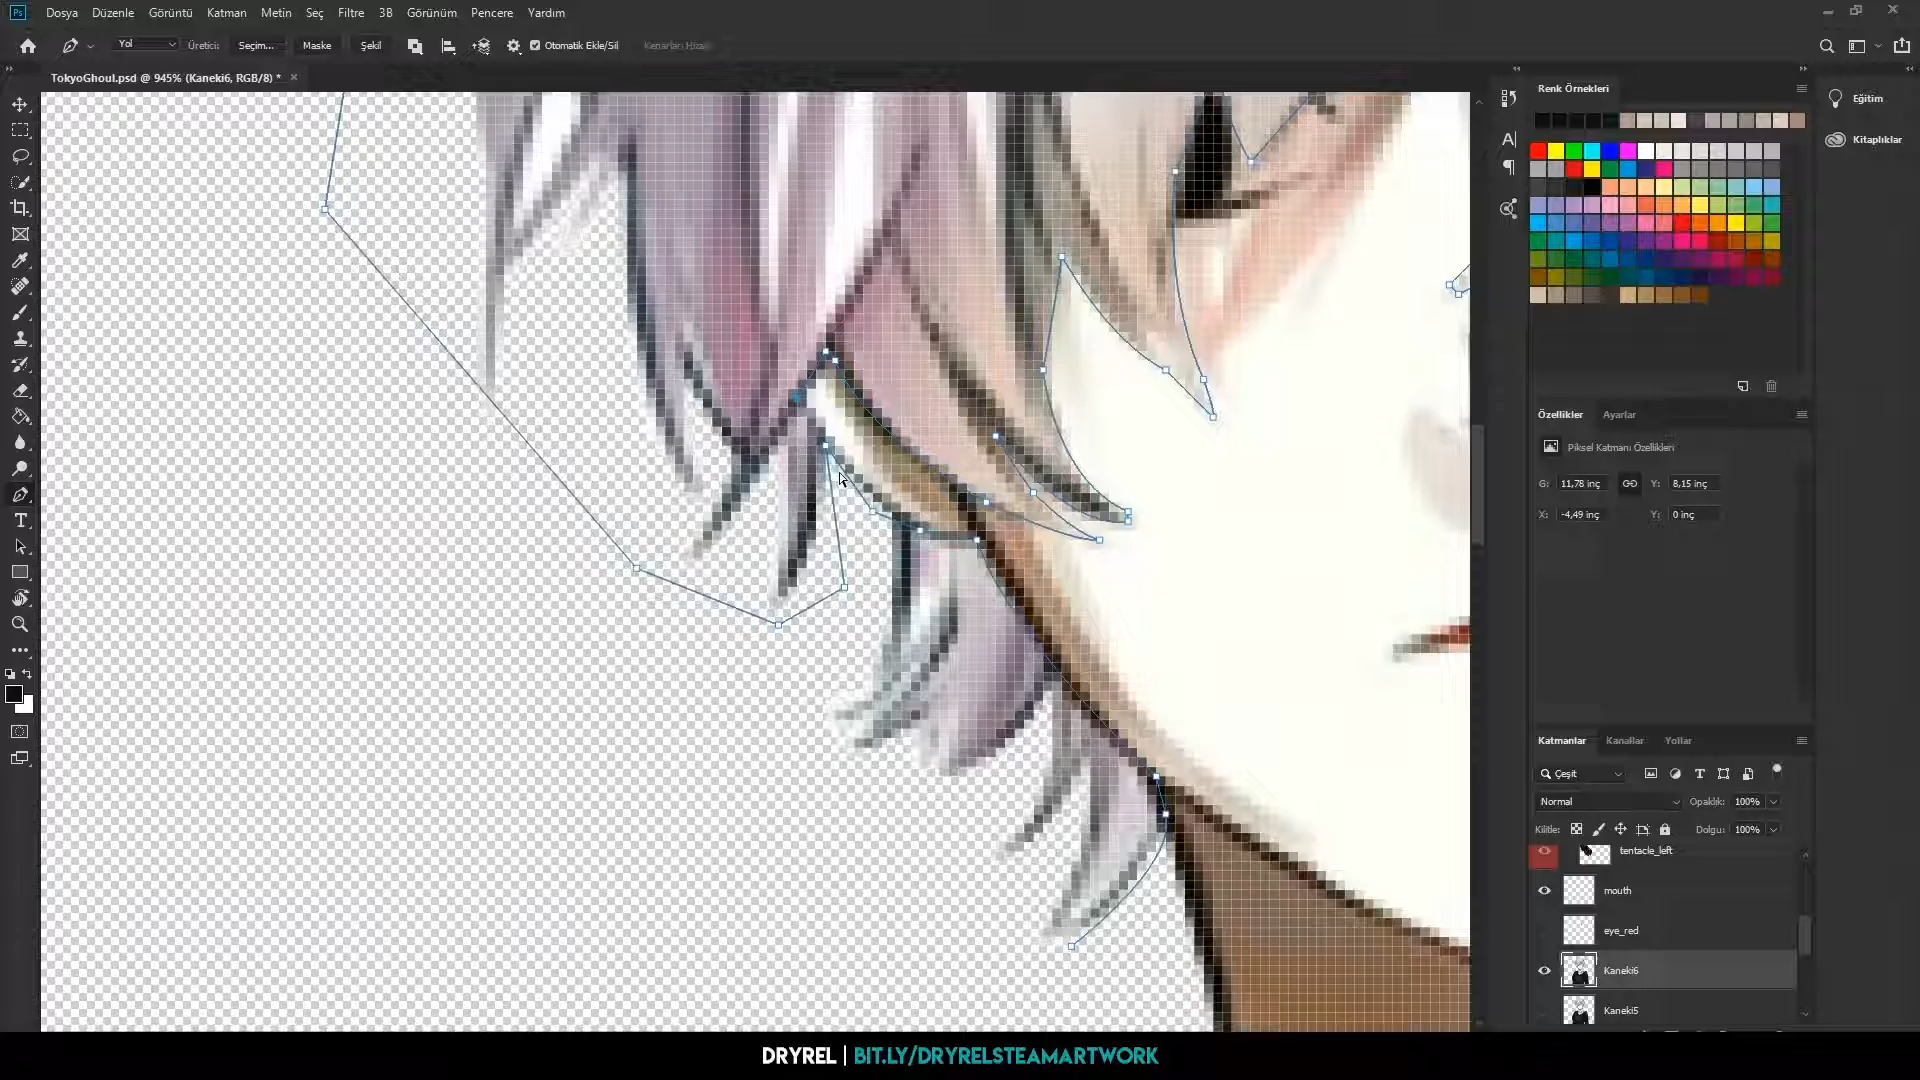 Ps Dosya Düzenle Görüntü Katman Metin Seç Filtre 3B Görünüm Pencere Yardım
Yol Üretici: Seçim... Maske Şekil Otomatik Ekle/Sil Kenarları Hizala
TokyoGhoul.psd @ 945% (Kaneki6, RGB/8) *
Renk Örnekleri
Eğitim
Kitaplıklar
Özellikler Ayarlar
Piksel Katmanı Özellikleri
G: 11,78 inç Y: 8,15 inç
X: -4,49 inç Y: 0 inç
Katmanlar Kanallar Yollar
Çeşit
Normal Opaklık: 100%
Kilitle: Dolgu: 100%
tentacle_left
mouth
eye_red
Kaneki6
Kaneki5
DRYREL | BIT.LY/DRYRELSTEAMARTWORK